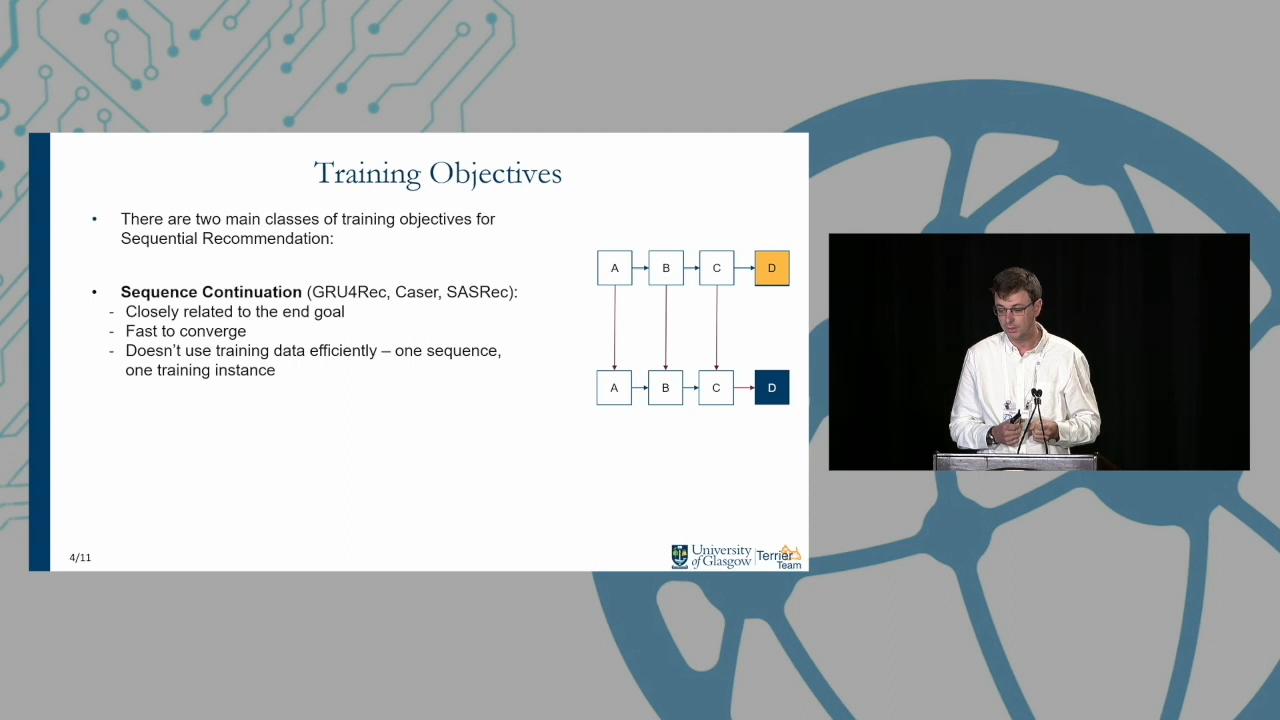 Training Objectives
• There are two main classes of training objectives for
Sequential Recommendation:
• Sequence Continuation (GRU4Rec, Caser, SASRec):
- Closely related to the end goal
- Fast to converge
- Doesn’t use training data efficiently – one sequence,
one training instance
A B C D
A B C D
4/11
University
of Glasgow
Terrier
Team